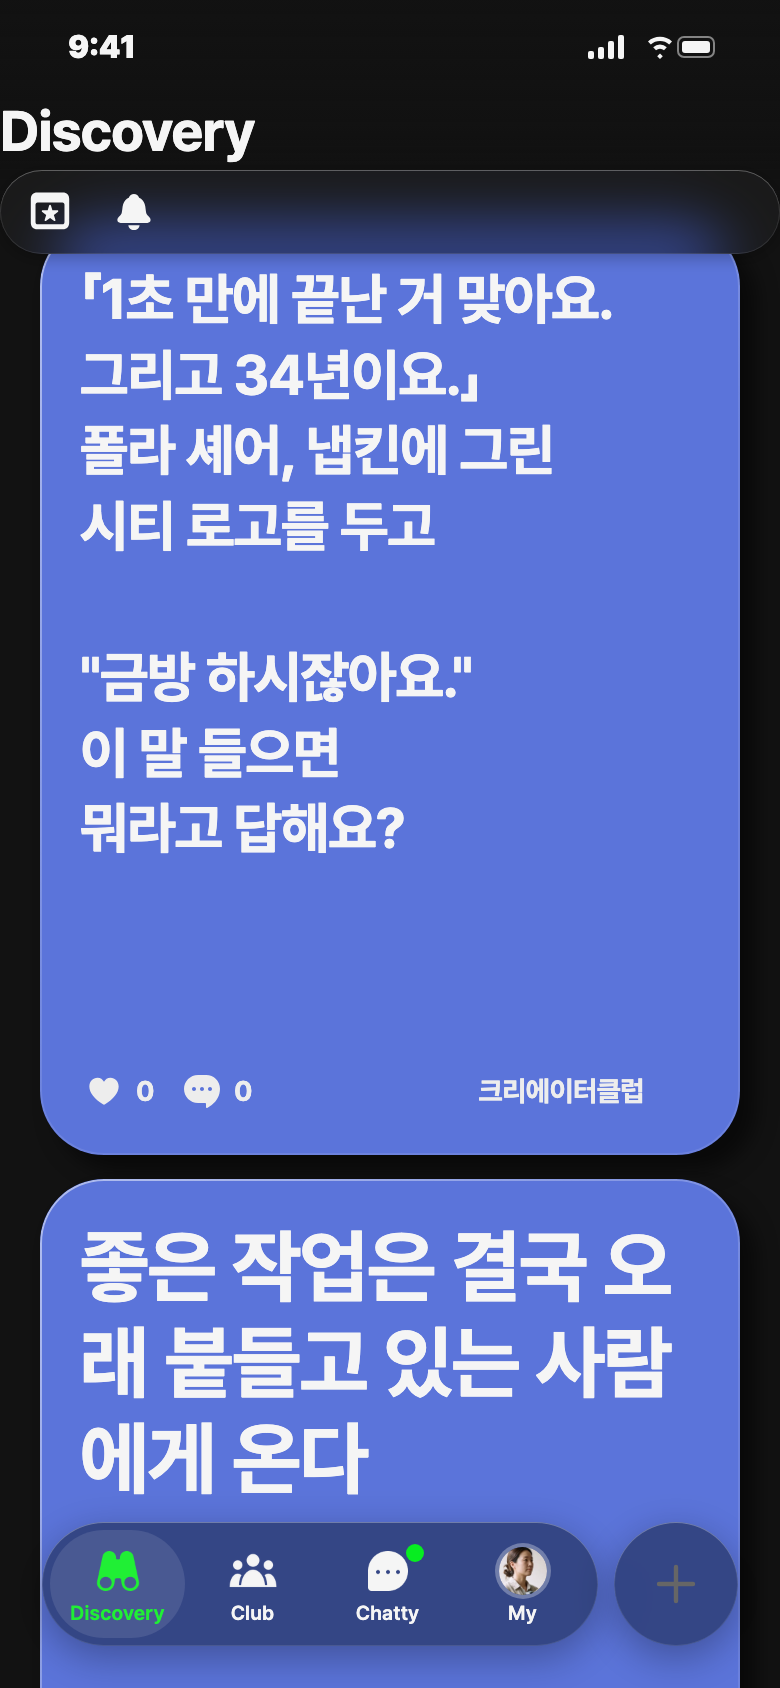 9:41
Discovery
「1초 만에 끝난 거 맞아요.
그리고 34년이요.」
폴라 셰어, 냅킨에 그린
시티 로고를 두고
"금방 하시잖아요."
이 말 들으면
뭐라고 답해요?
0 0 크리에이터클럽
좋은 작업은 결국 오
래 붙들고 있는 사람
에게 온다
Discovery Club Chatty My